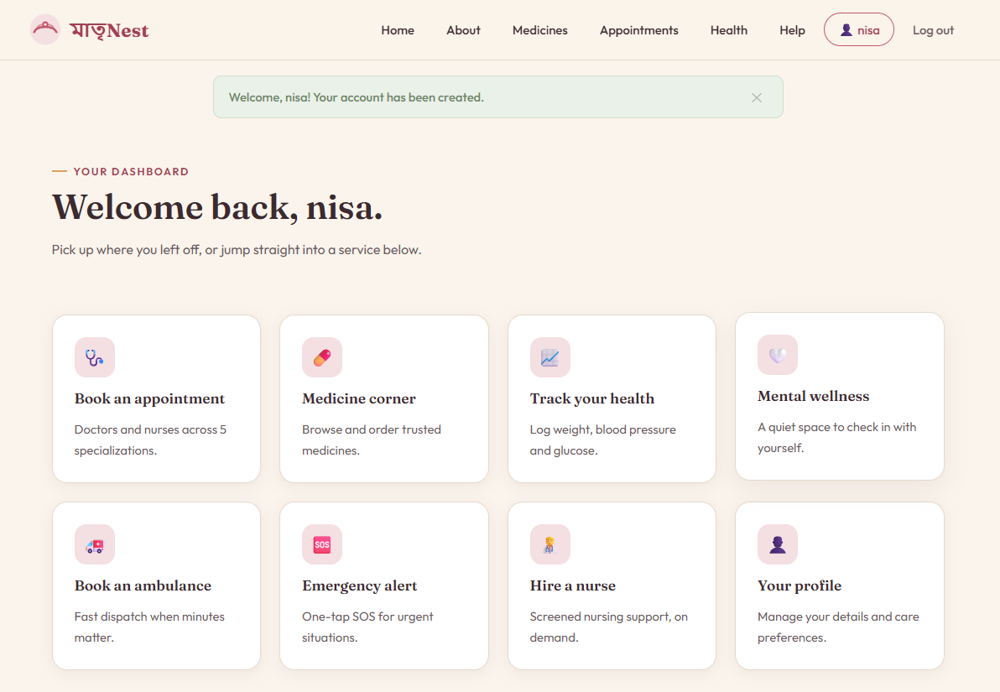 মাতৃNest
Home About Medicines Appointments Health Help nisa Log out
Welcome, nisa! Your account has been created.
YOUR DASHBOARD
Welcome back, nisa.
Pick up where you left off, or jump straight into a service below.
Book an appointment
Doctors and nurses across 5
specializations.
Medicine corner
Browse and order trusted
medicines.
Track your health
Log weight, blood pressure
and glucose.
Mental wellness
A quiet space to check in with
yourself.
Book an ambulance
Fast dispatch when minutes
matter.
SOS
Emergency alert
One-tap SOS for urgent
situations.
Hire a nurse
Screened nursing support, on
demand.
Your profile
Manage your details and care
preferences.